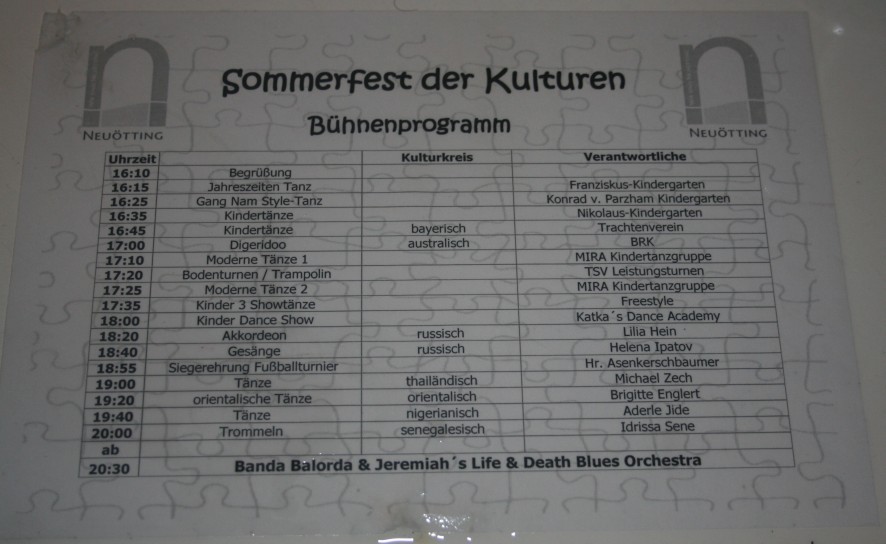 Sommerfest der Kulturen
Bühnenprogramm
NEUÖTTING
NEUÖTTING
Uhrzeit Kulturkreis Verantwortliche
16:10 Begrüßung
16:15 Jahreszeiten Tanz Franziskus-Kindergarten
16:25 Gang Nam Style-Tanz Konrad v. Parzham Kindergarten
16:35 Kindertänze Nikolaus-Kindergarten
16:45 Kindertänze bayerisch Trachtenverein
17:00 Digeridoo australisch BRK
17:10 Moderne Tänze 1 MIRA Kindertanzgruppe
17:20 Bodenturnen / Trampolin TSV Leistungsturnen
17:25 Moderne Tänze 2 MIRA Kindertanzgruppe
17:35 Kinder 3 Showtänze Freestyle
18:00 Kinder Dance Show Katka´s Dance Academy
18:20 Akkordeon russisch Lilia Hein
18:40 Gesänge russisch Helena Ipatov
18:55 Siegerehrung Fußballturnier Hr. Asenkerschbaumer
19:00 Tänze thailändisch Michael Zech
19:20 orientalische Tänze orientalisch Brigitte Englert
19:40 Tänze nigerianisch Aderle Jide
20:00 Trommeln senegalesisch Idrissa Sene
ab
20:30 Banda Balorda & Jeremiah´s Life & Death Blues Orchestra